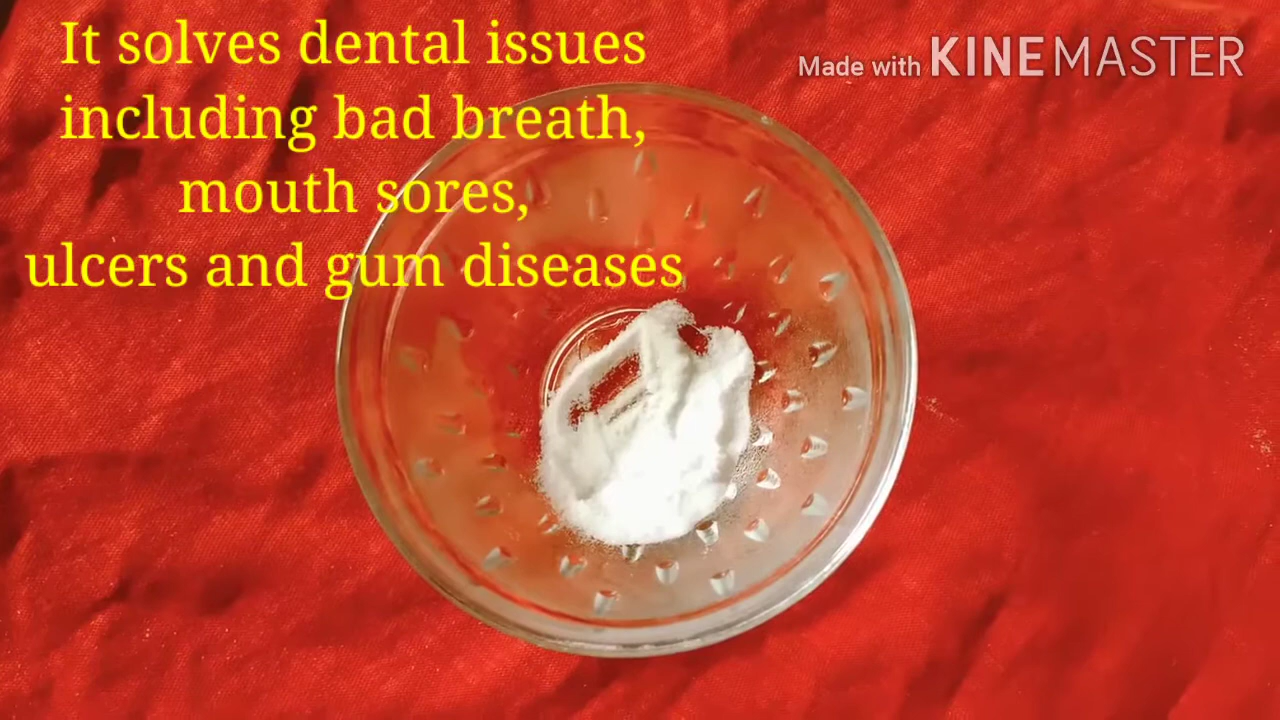 It solves dental issues
including bad breath,
mouth sores,
ulcers and gum diseases
Made with KINEMASTER